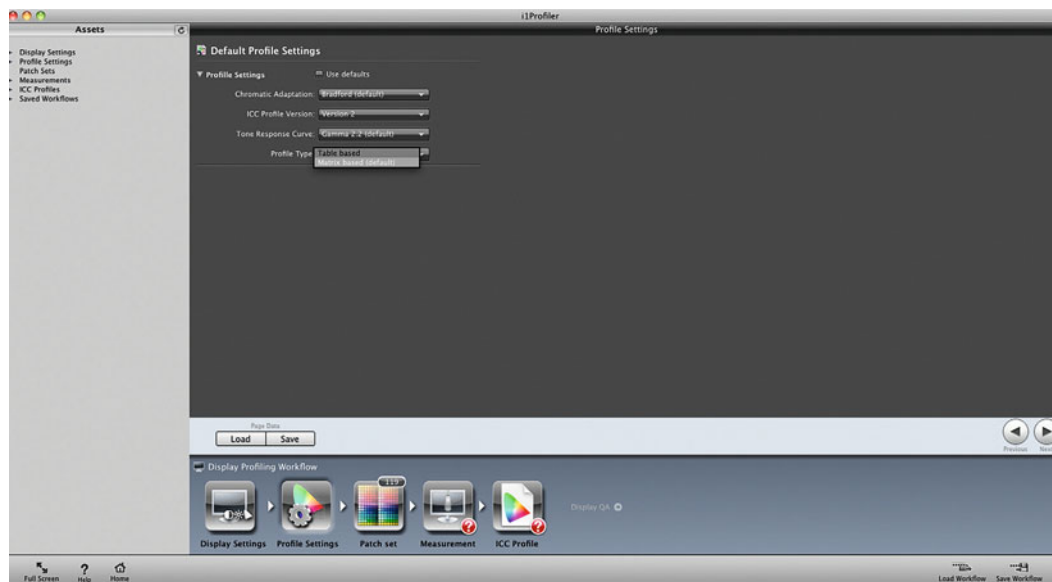 i1Profiler
Assets
Profile Settings
Display Settings
Profile Settings
Patch Sets
Measurements
ICC Profiles
Saved Workflows
Default Profile Settings
Profille Settings
Use defaults
Chromatic Adaptation: Bradford (default)
ICC Profile Version: Version 2
Tone Response Curve: Gamma 2.2 (default)
Profile Type
Table based
Matrix based (default)
Page Data
Load Save
Previous Next
Display Profiling Workflow
119
Display QA
Display Settings Profile Settings Patch set Measurement ICC Profile
Full Screen Help Home Load Workflow Save Workflow